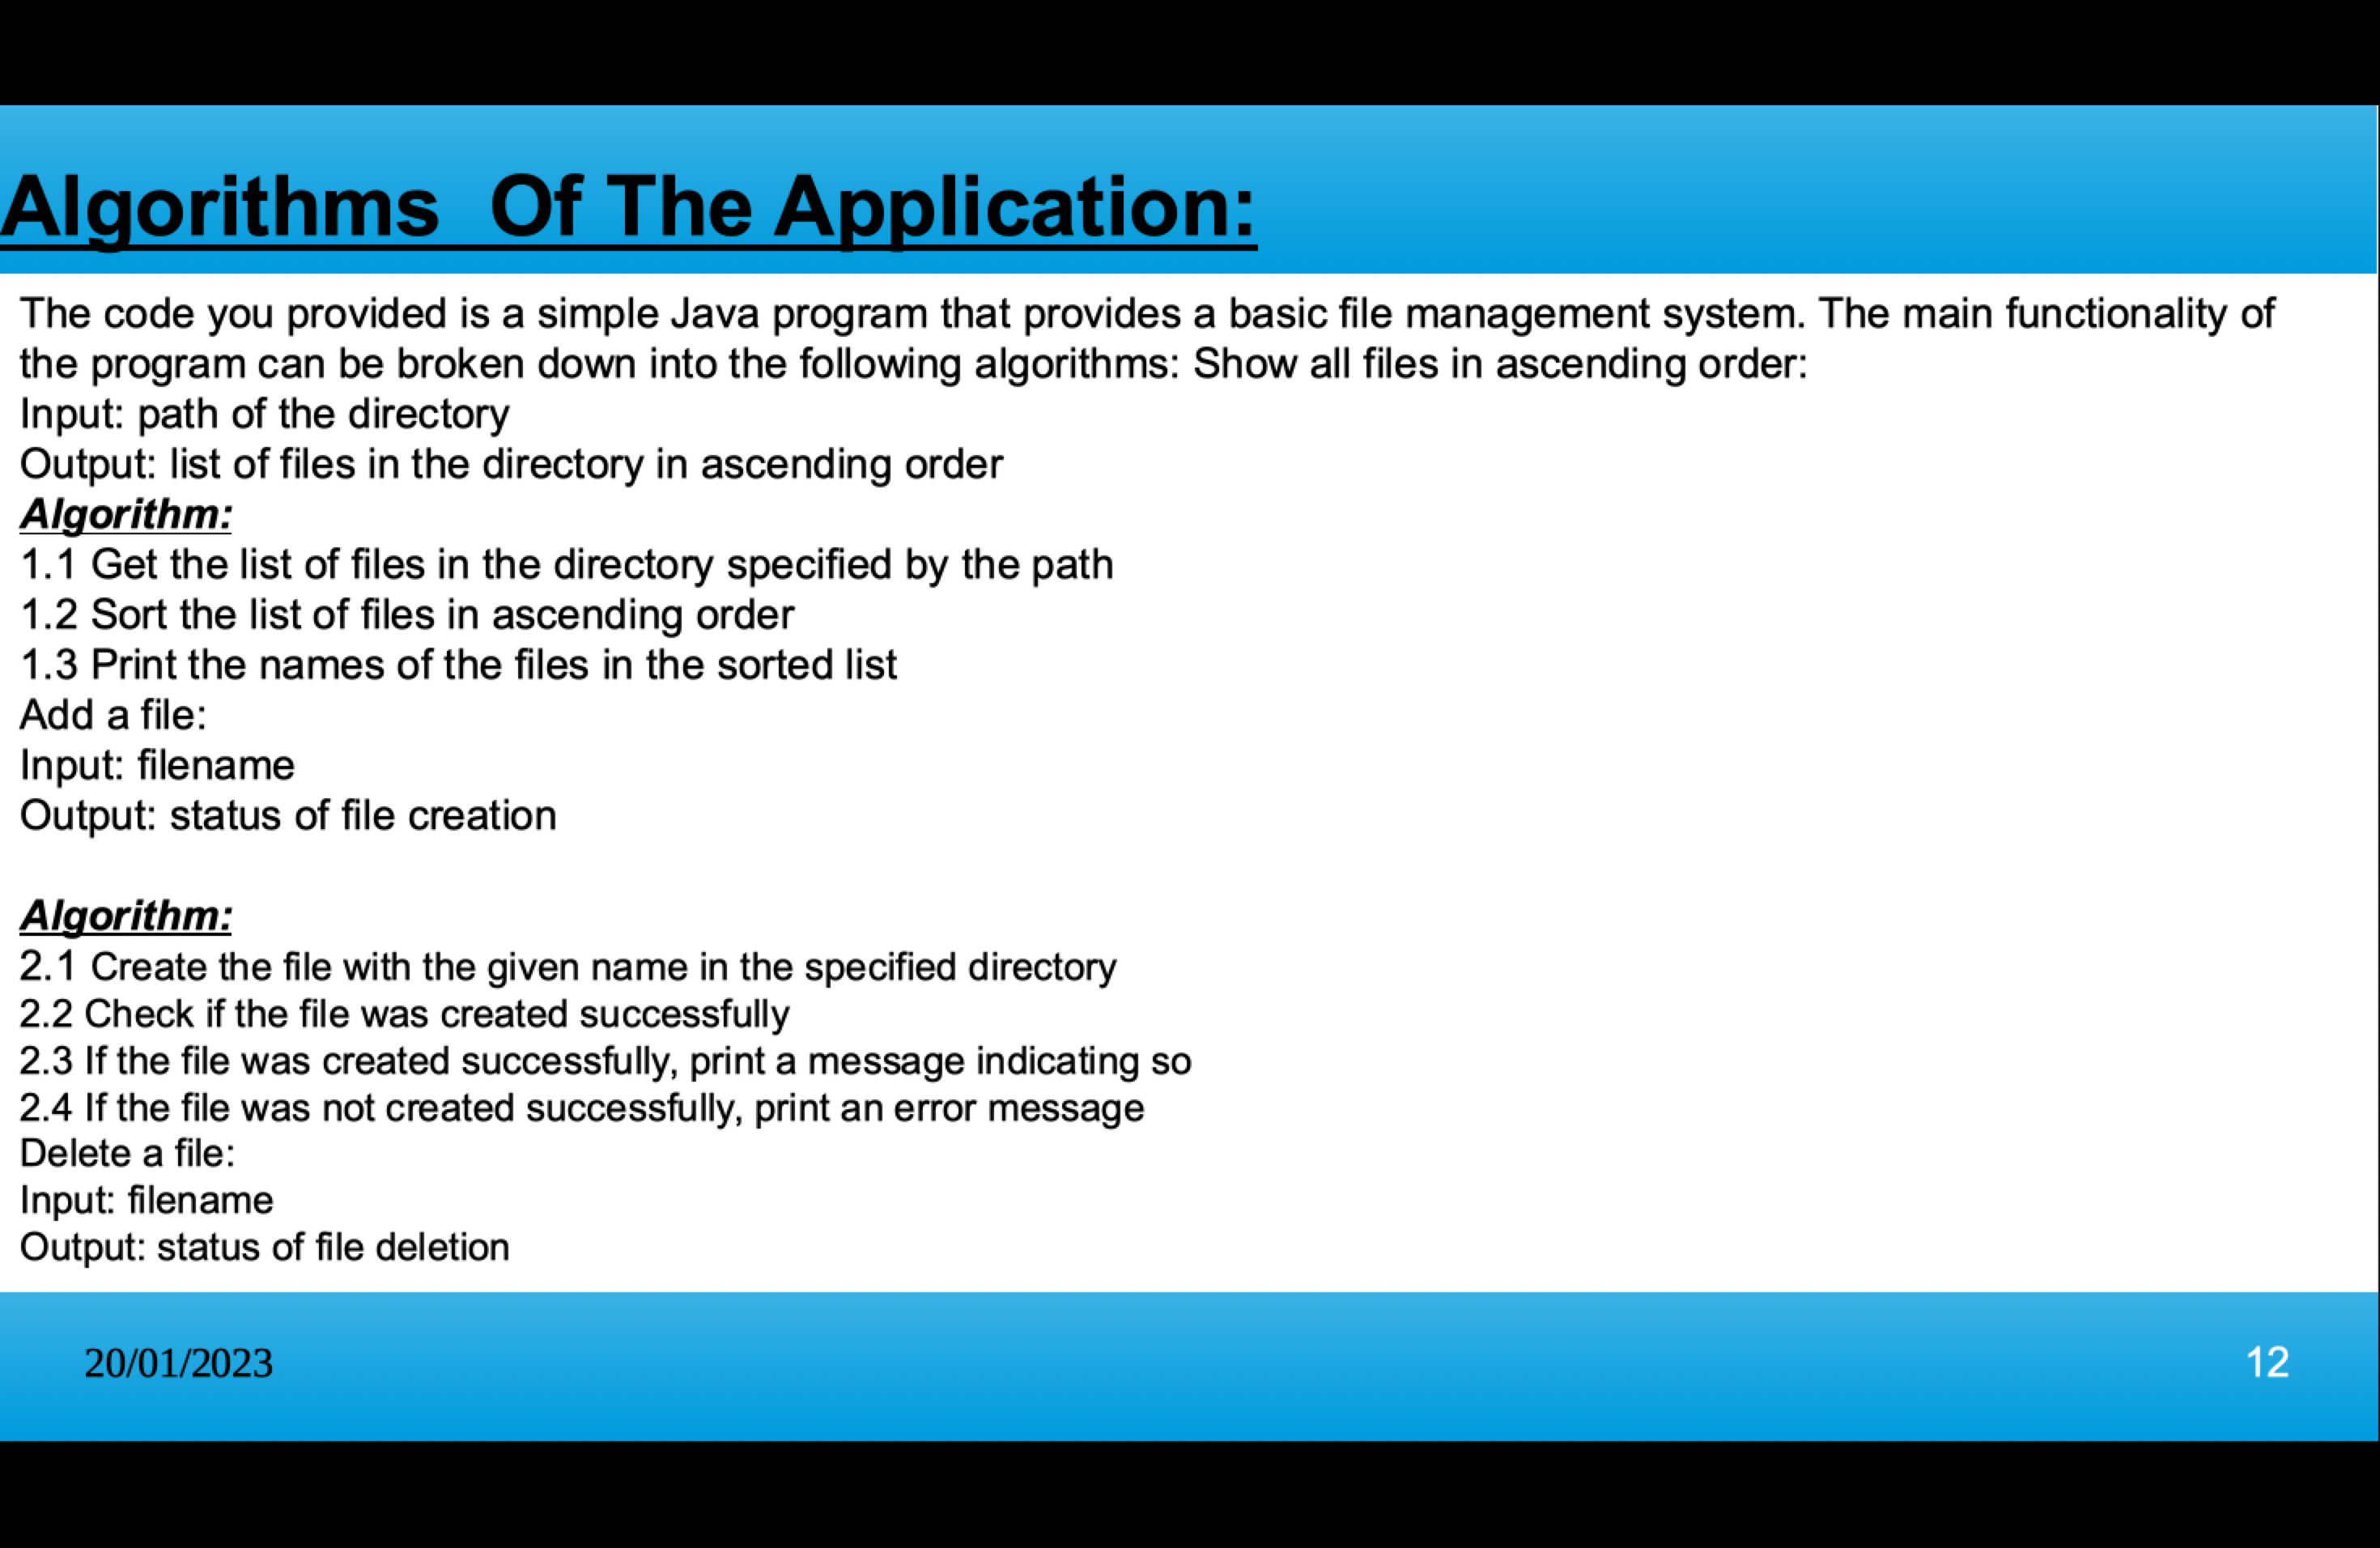 Algorithms  Of The Application:
The code you provided is a simple Java program that provides a basic file management system. The main functionality of
the program can be broken down into the following algorithms: Show all files in ascending order:
Input: path of the directory
Output: list of files in the directory in ascending order
Algorithm:
1.1 Get the list of files in the directory specified by the path
1.2 Sort the list of files in ascending order
1.3 Print the names of the files in the sorted list
Add a file:
Input: filename
Output: status of file creation
Algorithm:
2.1 Create the file with the given name in the specified directory
2.2 Check if the file was created successfully
2.3 If the file was created successfully, print a message indicating so
2.4 If the file was not created successfully, print an error message
Delete a file:
Input: filename
Output: status of file deletion
20/01/2023
12